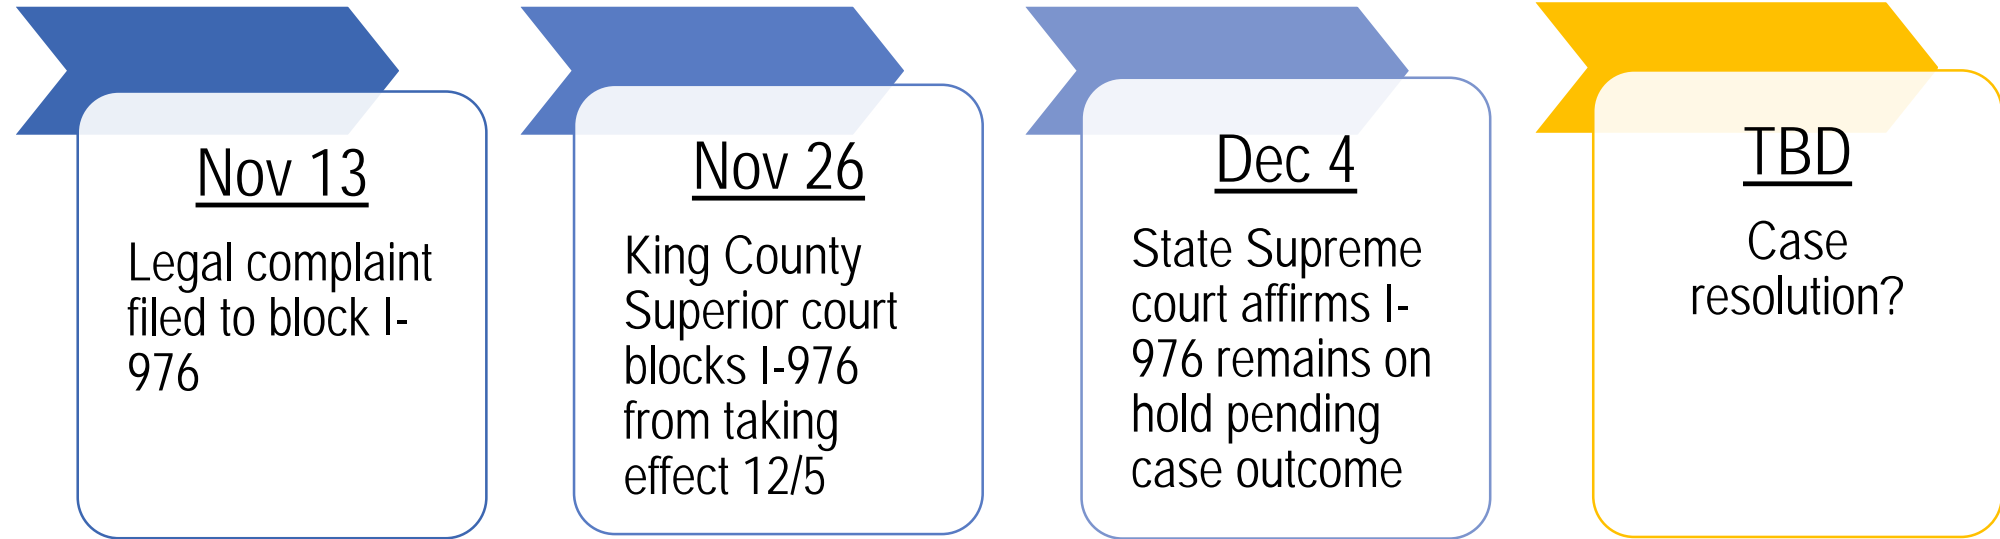 Nov 13
Legal complaint
filed to block I-
976
Nov 26
King County
Superior court
blocks I-976
from taking
effect 12/5
Dec 4
State Supreme
court affirms I-
976 remains on
hold pending
case outcome
TBD
Case
resolution?